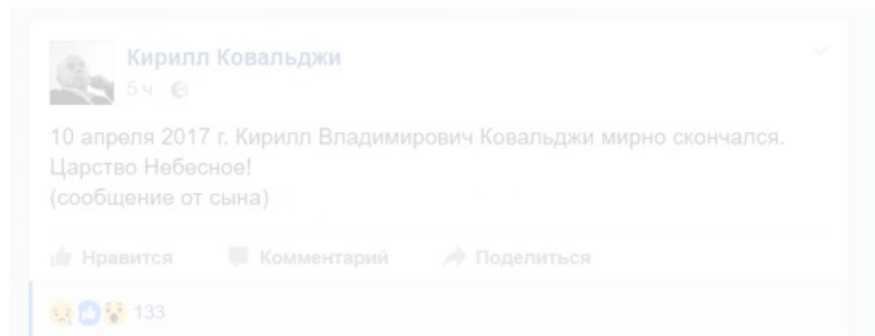 Кирилл Ковальджи
5 ч ·
10 апреля 2017 г. Кирилл Владимирович Ковальджи мирно скончался.
Царство Небесное!
(сообщение от сына)
Нравится Комментарий Поделиться
133